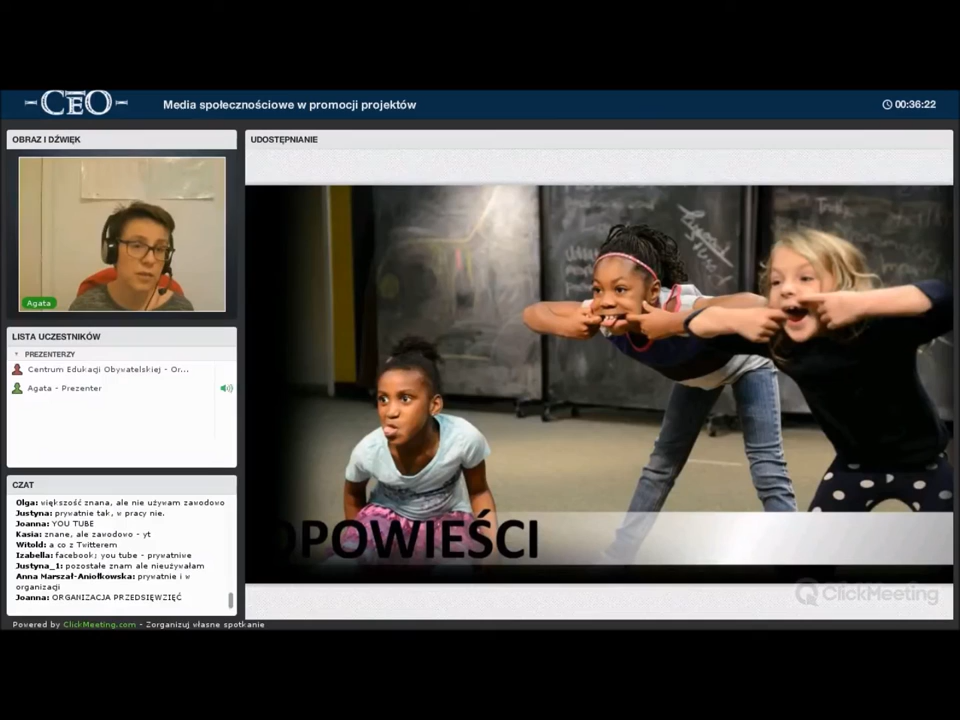 CEO
Media społecznościowe w promocji projektów
00:36:22
OBRAZ I DŹWIĘK
UDOSTĘPNIANIE
Agata
LISTA UCZESTNIKÓW
PREZENTERZY
Centrum Edukacji Obywatelskiej - Or...
Agata - Prezenter
OPOWIEŚCI
CZAT
Olga: większość znana, ale nie używam zawodowo
Justyna: prywatnie tak, w pracy nie.
Joanna: YOU TUBE
Kasia: znane, ale zawodowo - yt
Witold: a co z Twitterem
Izabella: facebook; you tube - prywatniwe
Justyna_1: pozostałe znam ale nieużywałam
Anna Marszał-Aniołkowska: prywatnie i w
organizacji
Joanna: ORGANIZACJA PRZEDSIĘWZIĘĆ
ClickMeeting
Powered by ClickMeeting.com - Zorganizuj własne spotkanie